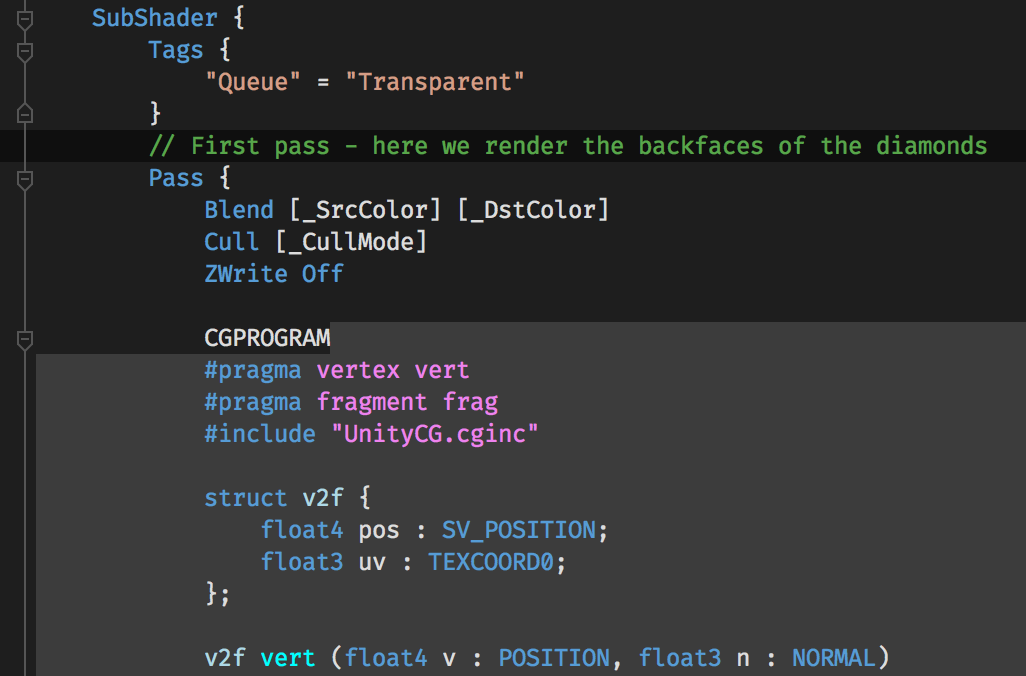 SubShader {
Tags {
"Queue" = "Transparent"
}
// First pass - here we render the backfaces of the diamonds
Pass {
Blend [_SrcColor] [_DstColor]
Cull [_CullMode]
ZWrite Off
CGPROGRAM
#pragma vertex vert
#pragma fragment frag
#include "UnityCG.cginc"
struct v2f {
float4 pos : SV_POSITION;
float3 uv : TEXCOORD0;
};
v2f vert (float4 v : POSITION, float3 n : NORMAL)